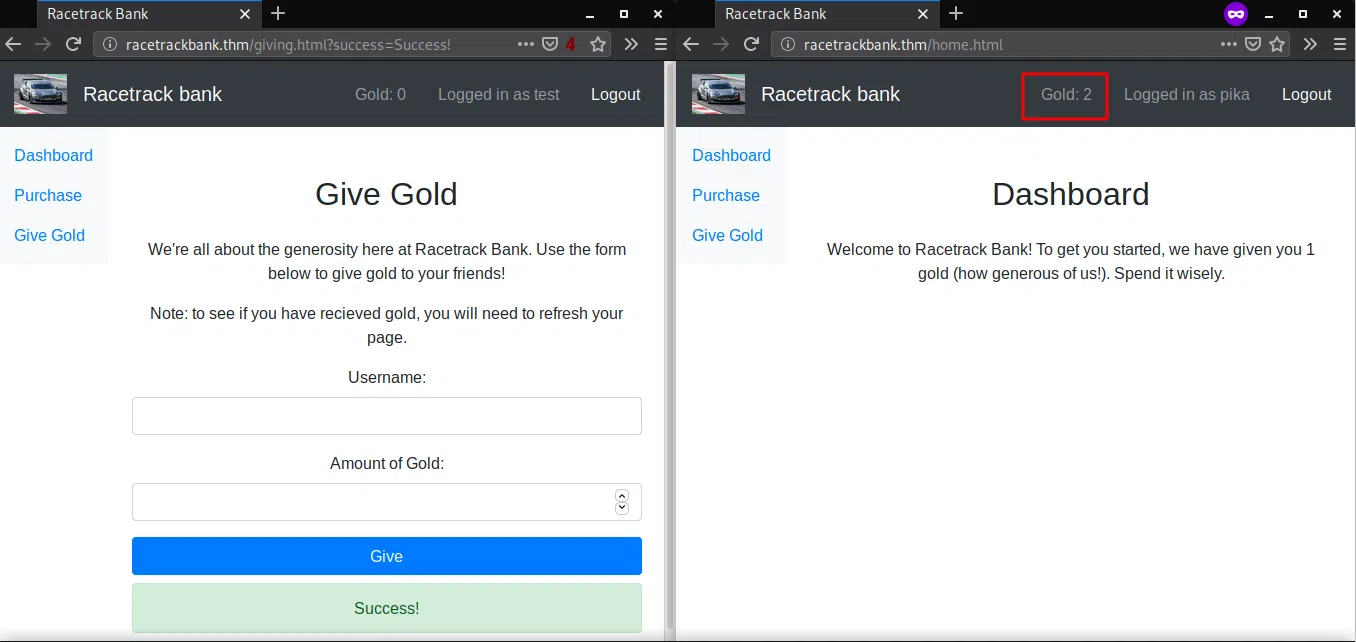 Racetrack Bank
racetrackbank.thm/giving.html?success=Success!
4
Racetrack bank
Gold: 0
Logged in as test
Logout
Dashboard
Purchase
Give Gold
Give Gold
We're all about the generosity here at Racetrack Bank. Use the form
below to give gold to your friends!
Note: to see if you have recieved gold, you will need to refresh your
page.
Username:
Amount of Gold:
Give
Success!
Racetrack Bank
racetrackbank.thm/home.html
Racetrack bank
Gold: 2
Logged in as pika
Logout
Dashboard
Purchase
Give Gold
Dashboard
Welcome to Racetrack Bank! To get you started, we have given you 1
gold (how generous of us!). Spend it wisely.